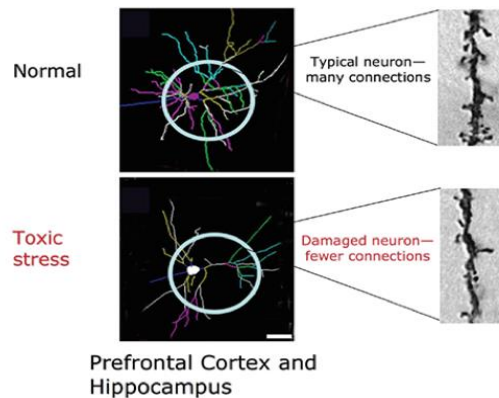 Normal
Typical neuron—
many connections
Toxic
stress
Damaged neuron—
fewer connections
Prefrontal Cortex and
Hippocampus